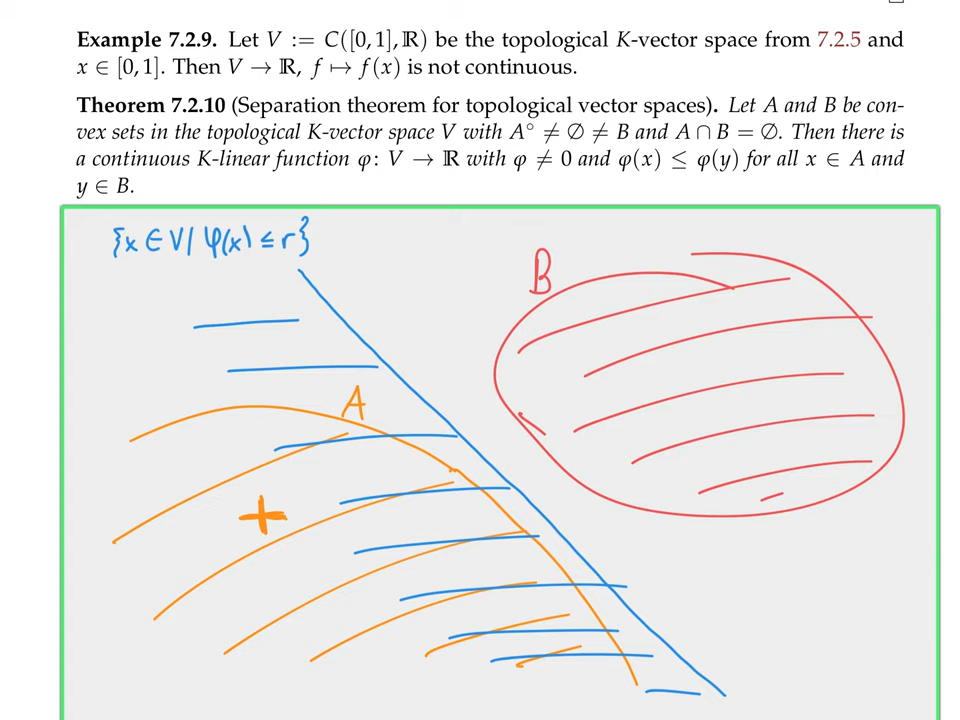 Example 7.2.9. Let V := C([0, 1], ℝ) be the topological K-vector space from 7.2.5 and
x ∈ [0, 1]. Then V → ℝ, f ↦ f(x) is not continuous.
Theorem 7.2.10 (Separation theorem for topological vector spaces). Let A and B be con-
vex sets in the topological K-vector space V with A° ≠ ∅ ≠ B and A ∩ B = ∅. Then there is
a continuous K-linear function φ: V → ℝ with φ ≠ 0 and φ(x) ≤ φ(y) for all x ∈ A and
y ∈ B.
{x ∈ V | φ(x) ≤ r}
B
A
+